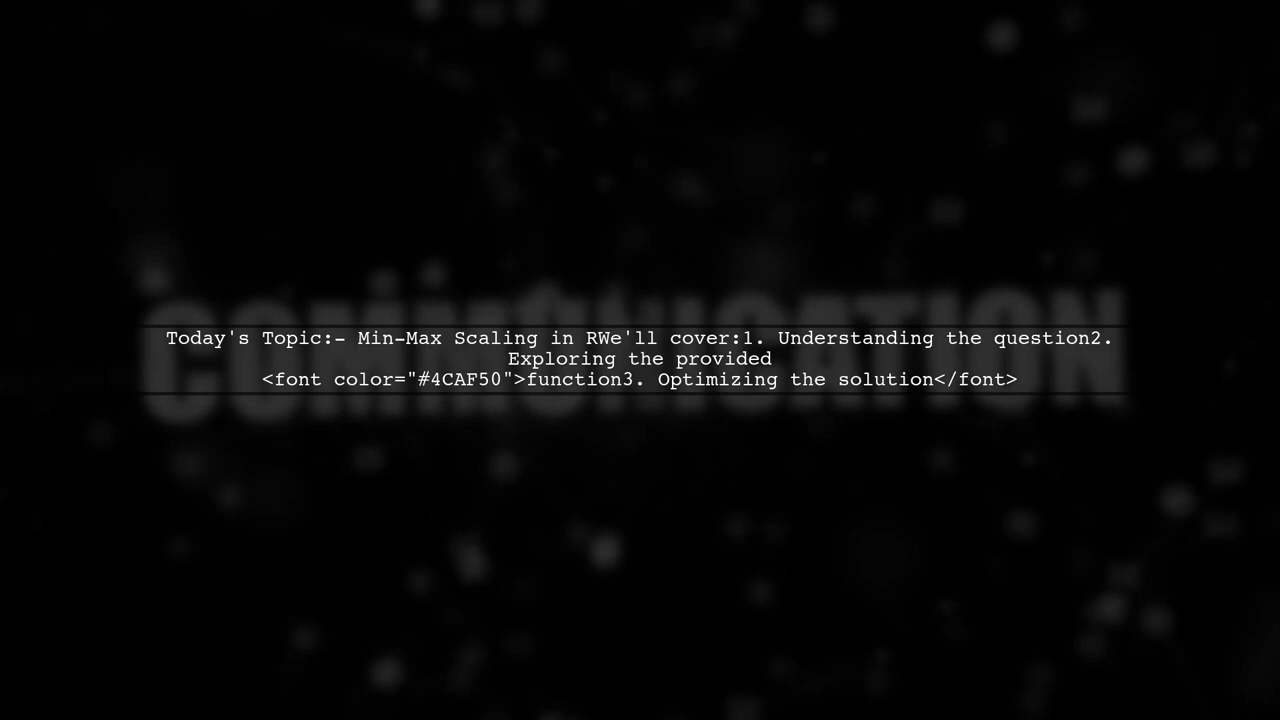 COMMUNICATION
Today's Topic:- Min-Max Scaling in RWe'll cover:1. Understanding the question2.
Exploring the provided
<font color="#4CAF50">function3. Optimizing the solution</font>